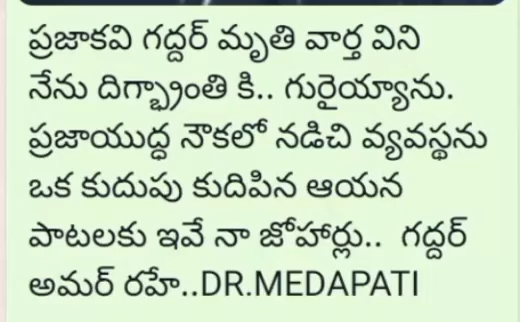 ప్రజాకవి గద్దర్ మృతి వార్త విని
నేను దిగ్భ్రాంతి కి.. గురైయ్యాను.
ప్రజాయుద్ధ నౌకలో నడిచి వ్యవస్థను
ఒక కుదుపు కుదిపిన ఆయన
పాటలకు ఇవే నా జోహార్లు.. గద్దర్
అమర్ రహే..DR.MEDAPATI